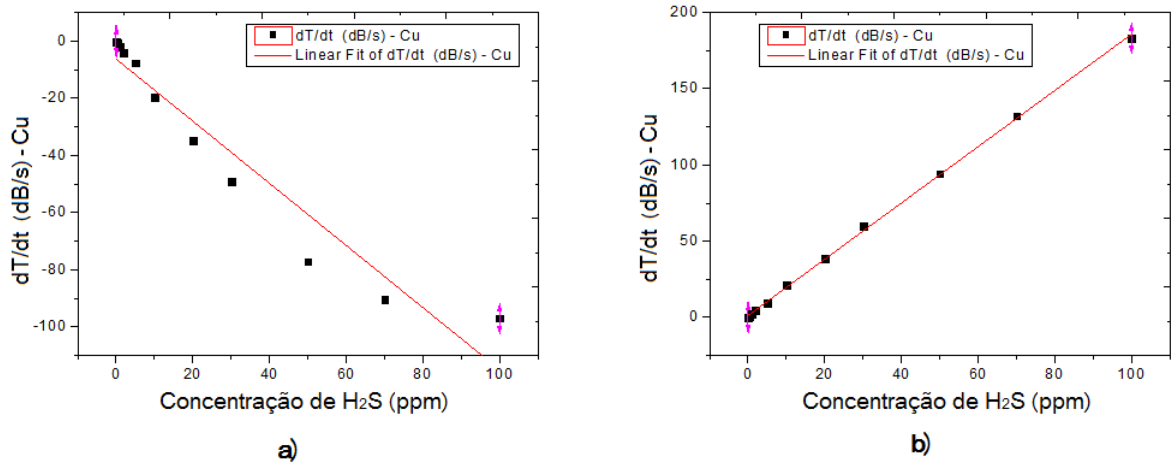 dT/dt (dB/s) - Cu
Linear Fit of dT/dt (dB/s) - Cu
0
-20
-40
-60
-80
-100
dT/dt (dB/s) - Cu
0
20
40
60
80
100
Concentração de H2S (ppm)
a)
dT/dt (dB/s) - Cu
Linear Fit of dT/dt (dB/s) - Cu
200
150
100
50
0
dT/dt (dB/s) - Cu
0
20
40
60
80
100
Concentração de H2S (ppm)
b)